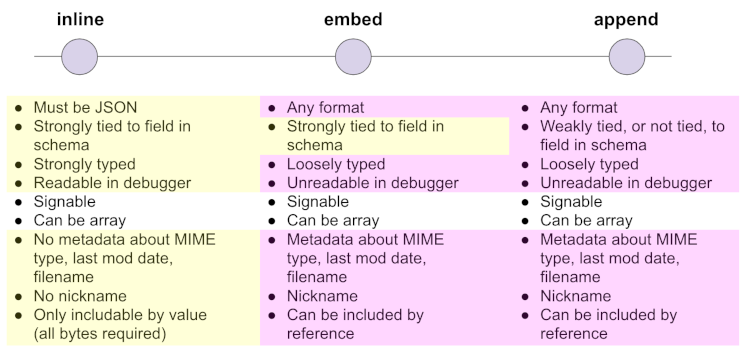 inline
embed
append
● Must be JSON
● Strongly tied to field in
schema
● Strongly typed
● Readable in debugger
● Signable
● Can be array
● No metadata about MIME
type, last mod date,
filename
● No nickname
● Only includable by value
(all bytes required)
● Any format
● Strongly tied to field in
schema
● Loosely typed
● Unreadable in debugger
● Signable
● Can be array
● Metadata about MIME
type, last mod date,
filename
● Nickname
● Can be included by
reference
● Any format
● Weakly tied, or not tied, to
field in schema
● Loosely typed
● Unreadable in debugger
● Signable
● Can be array
● Metadata about MIME
type, last mod date,
filename
● Nickname
● Can be included by
reference